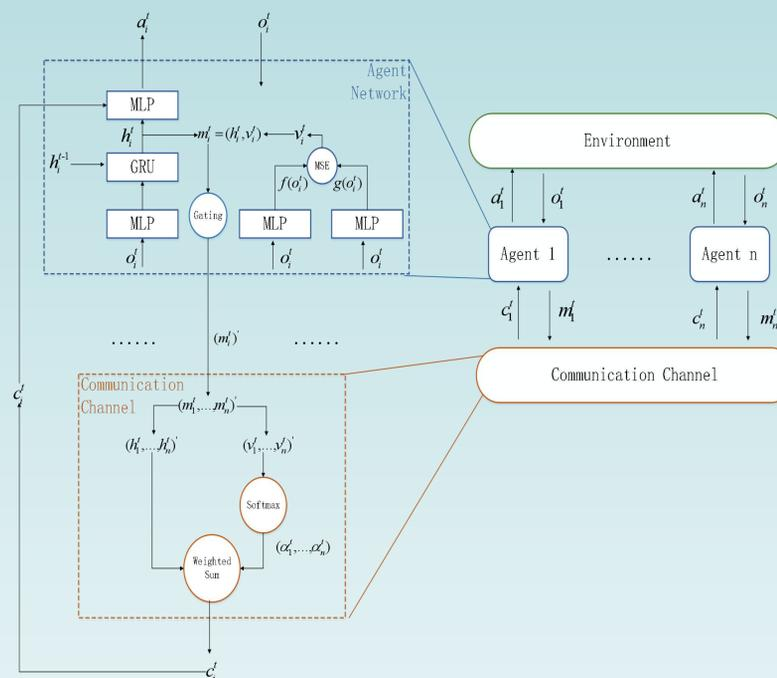 a_i^t
o_i^t
Agent
Network
MLP
h_i^t
m_i^t = (h_i^t, v_i^t)
v_i^t
h_i^{t-1}
GRU
MSE
f(o_i^t)
g(o_i^t)
MLP
Gating
MLP
MLP
o_i^t
o_i^t
o_i^t
......
(m_i^t)'
......
Communication
Channel
(m_1^t,...,m_n^t)'
(h_1^t,...,h_n^t)'
(v_1^t,...,v_n^t)'
Softmax
(α_1^t,...,α_n^t)
Weighted
Sum
c_i^t
c_i^t
Environment
a_1^t
o_1^t
a_n^t
o_n^t
Agent 1
......
Agent n
c_1^t
m_1^t
c_n^t
m_n^t
Communication Channel